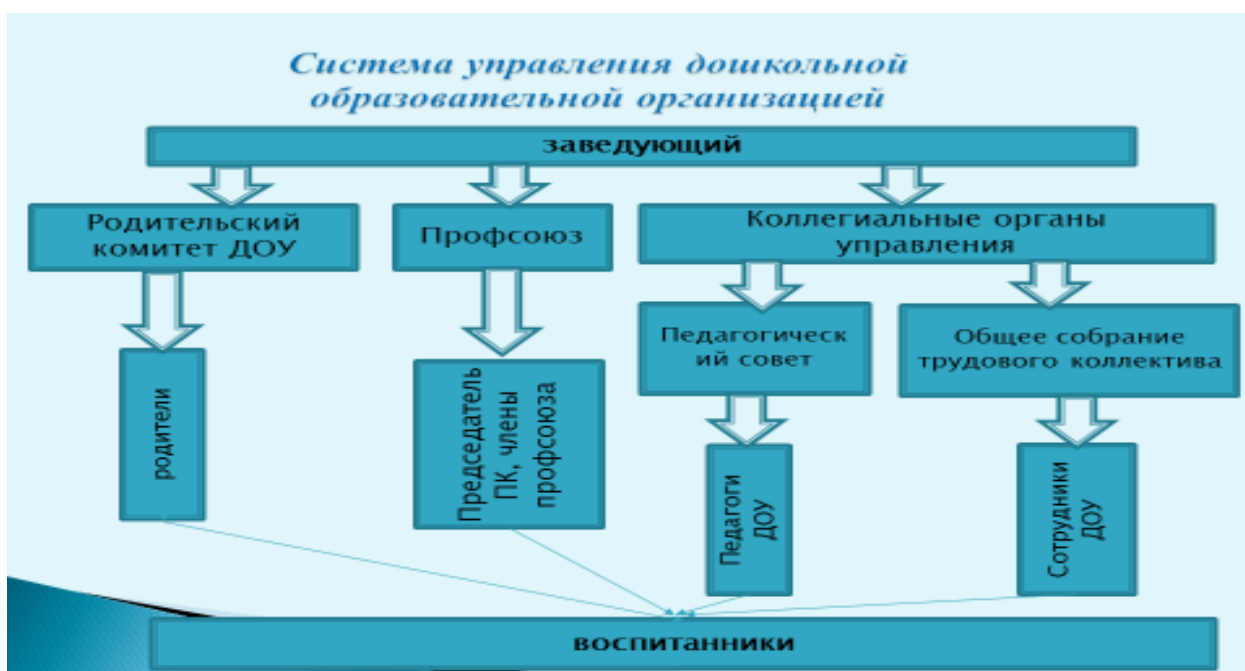 Система управления дошкольной
образовательной организацией
заведующий
Родительский
комитет ДОУ
Профсоюз
Коллегиальные органы
управления
Педагогическ
ий совет
Общее собрание
трудового коллектива
родители
Председатель
ПК, члены
профсоюза
Педагоги
ДОУ
Сотрудники
ДОУ
воспитанники